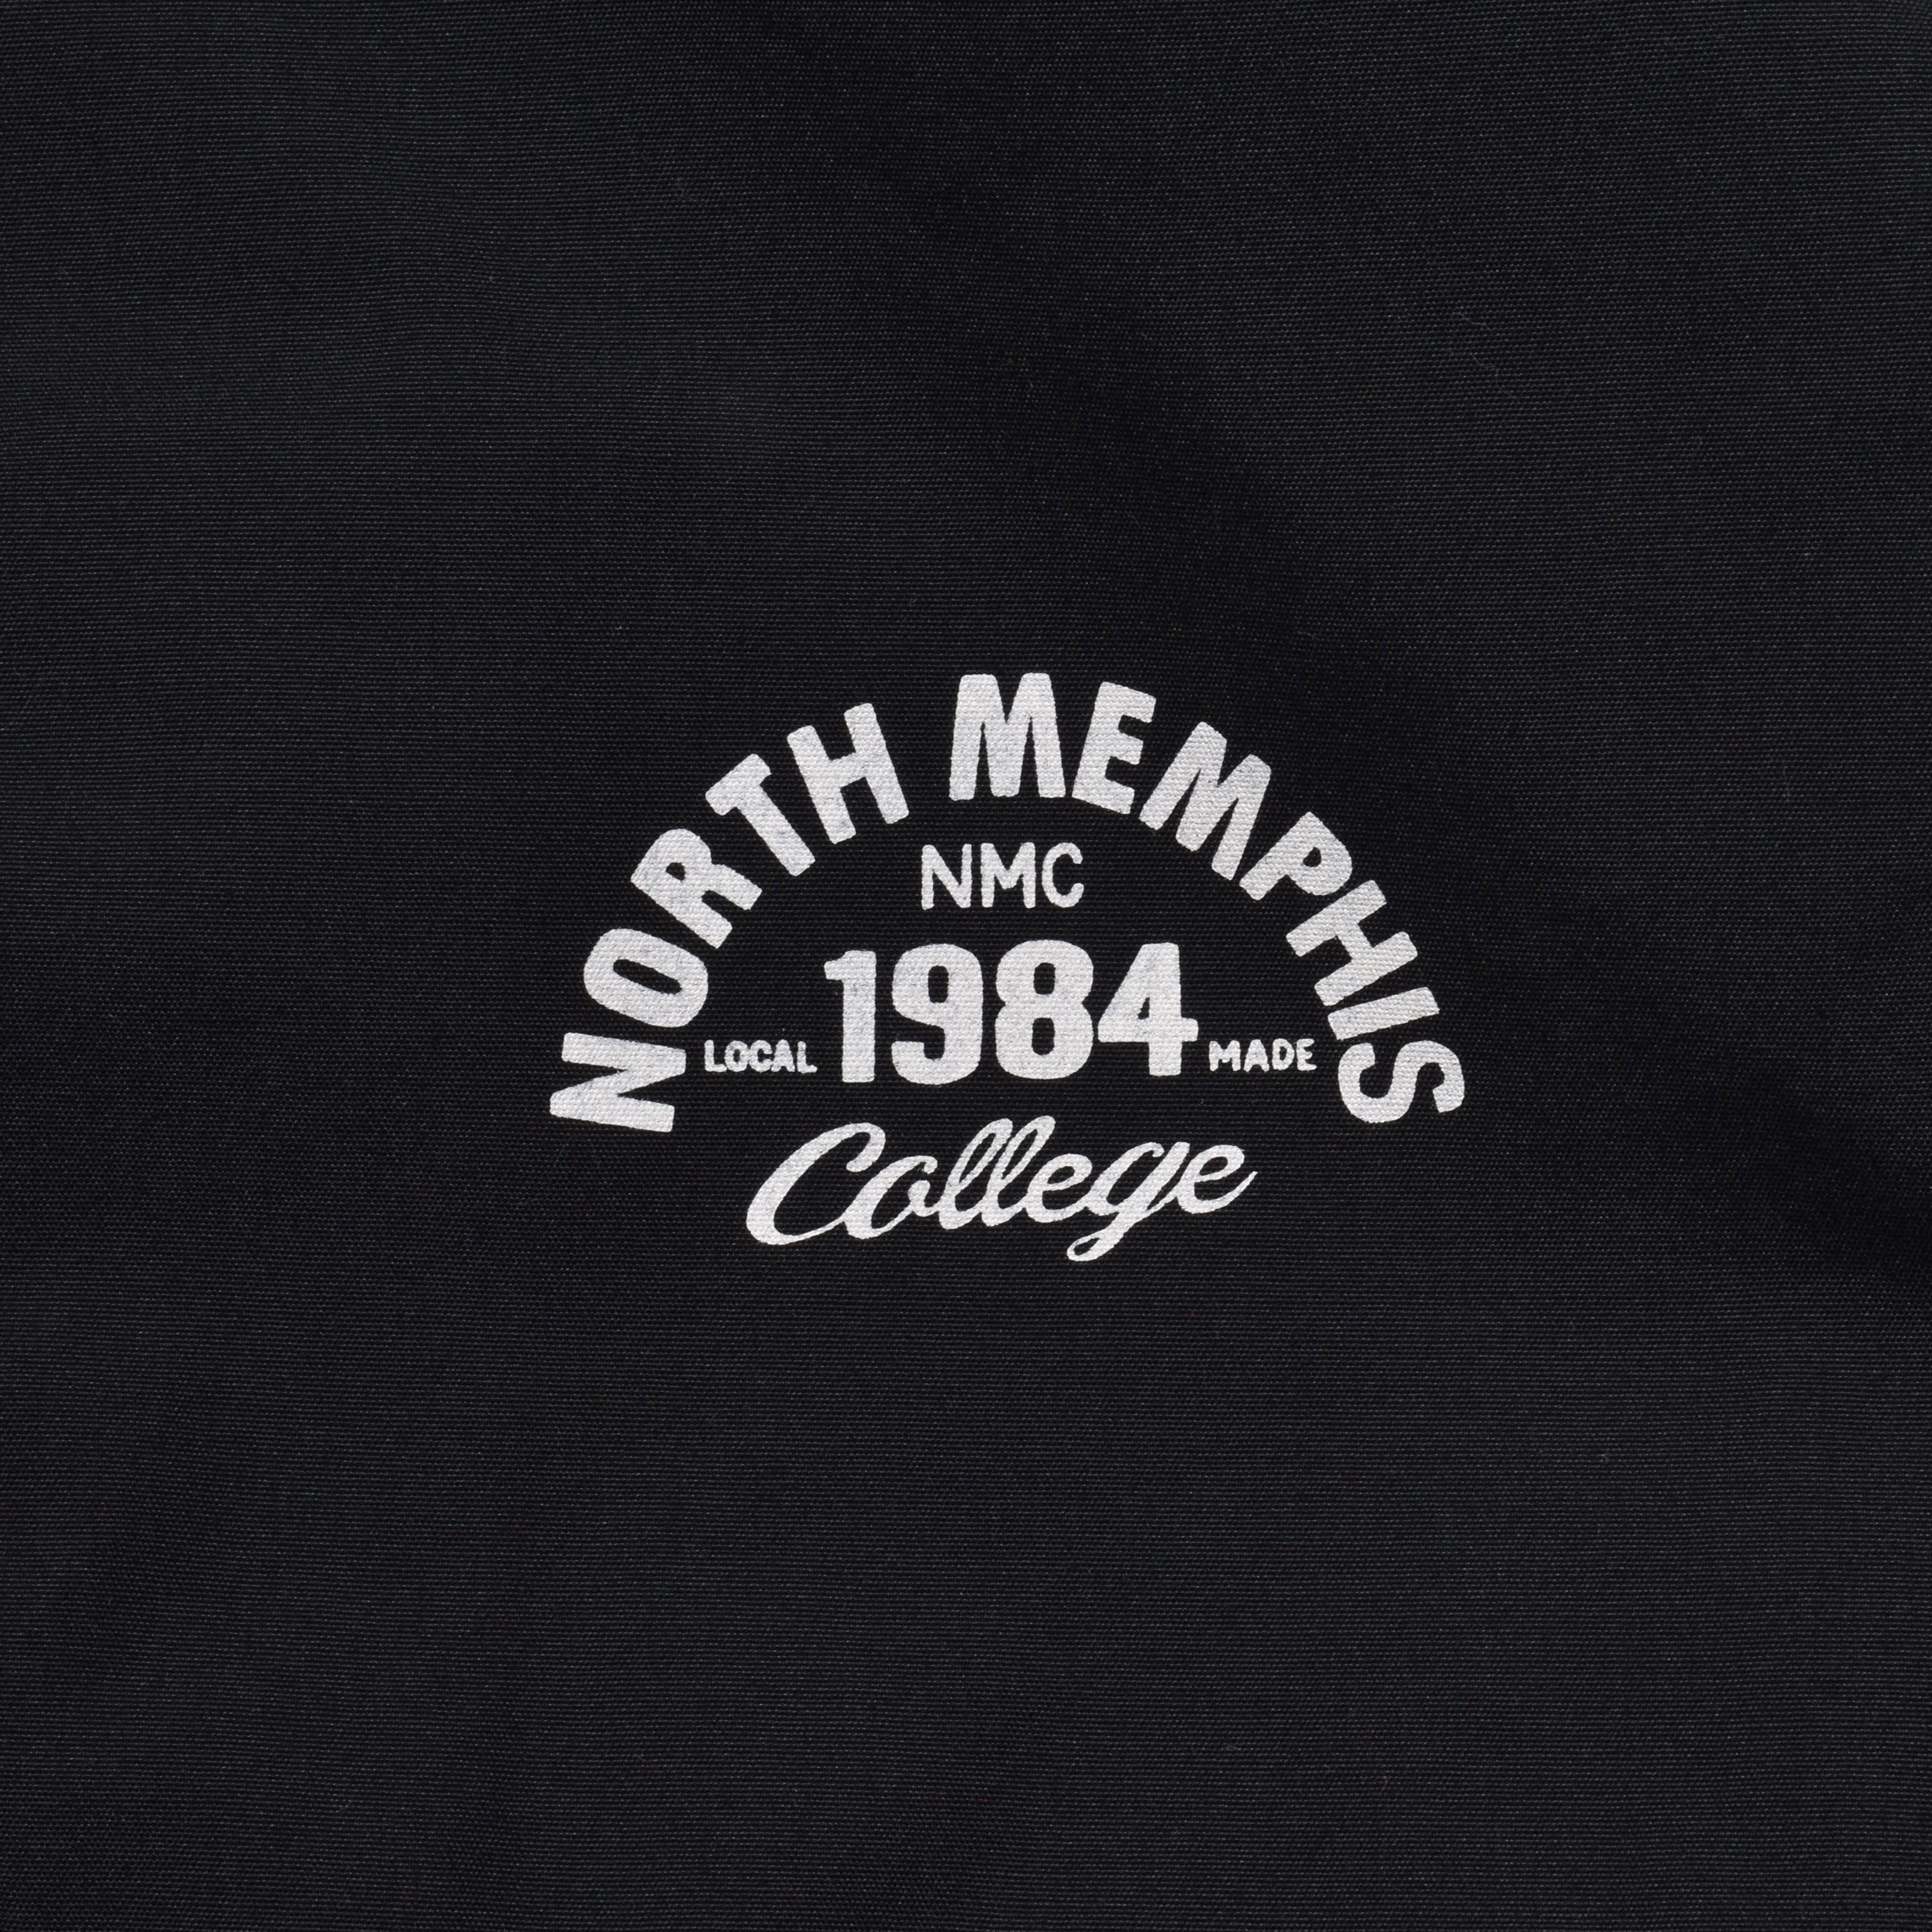 NORTH MEMPHIS
NMC
LOCAL 1984 MADE
College